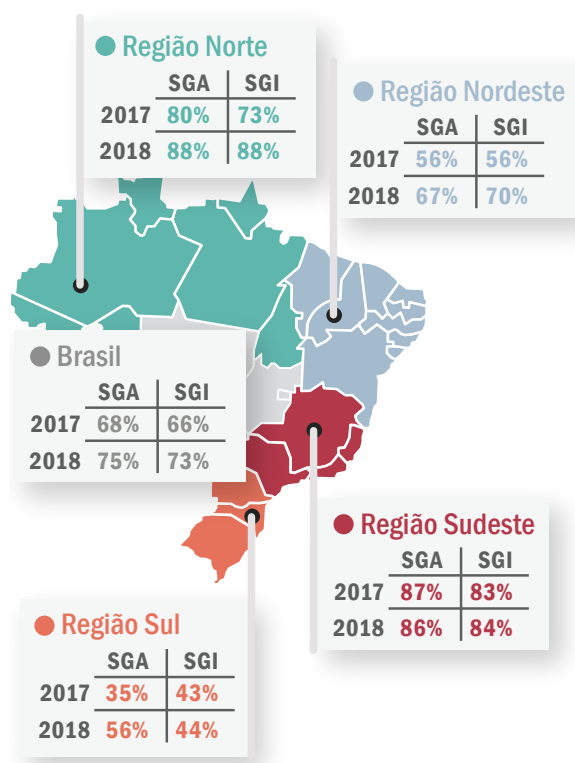 Região Norte
SGA SGI
2017 80% 73%
2018 88% 88%
Região Nordeste
SGA SGI
2017 56% 56%
2018 67% 70%
Brasil
SGA SGI
2017 68% 66%
2018 75% 73%
Região Sudeste
SGA SGI
2017 87% 83%
2018 86% 84%
Região Sul
SGA SGI
2017 35% 43%
2018 56% 44%